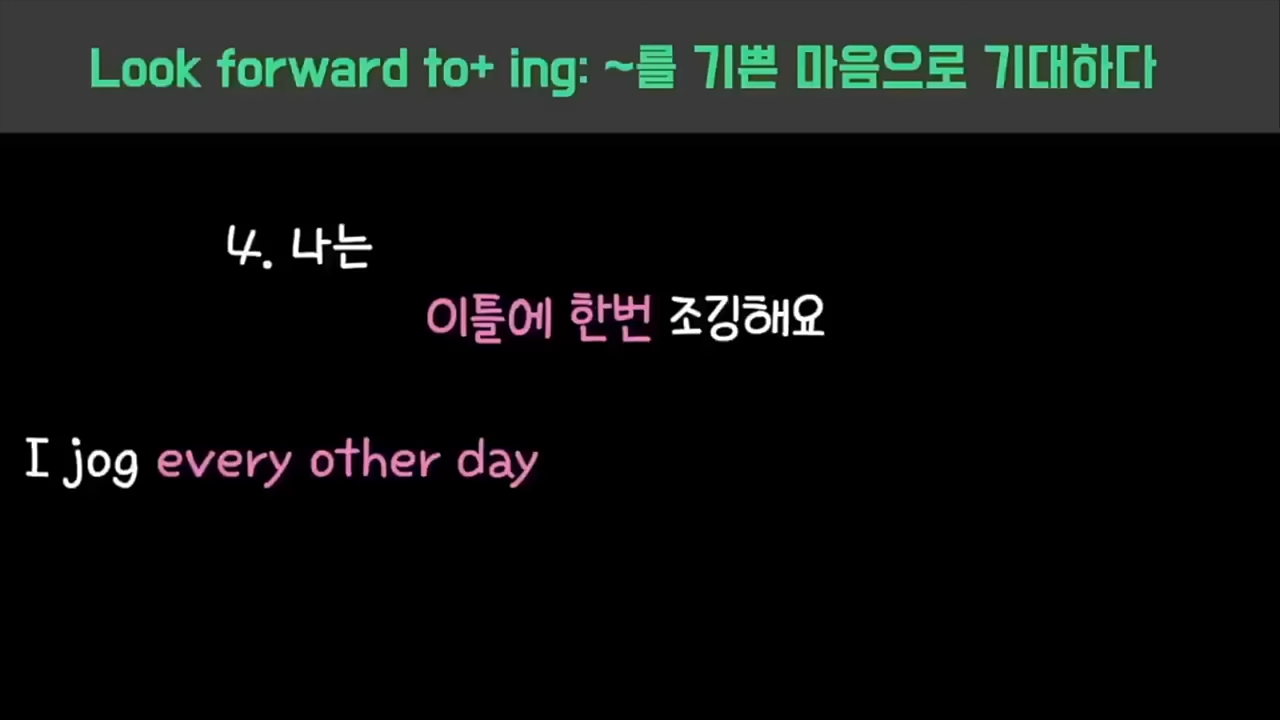 Look forward to+ ing: ~를 기쁜 마음으로 기대하다
4. 나는
이틀에 한번 조깅해요
I jog every other day